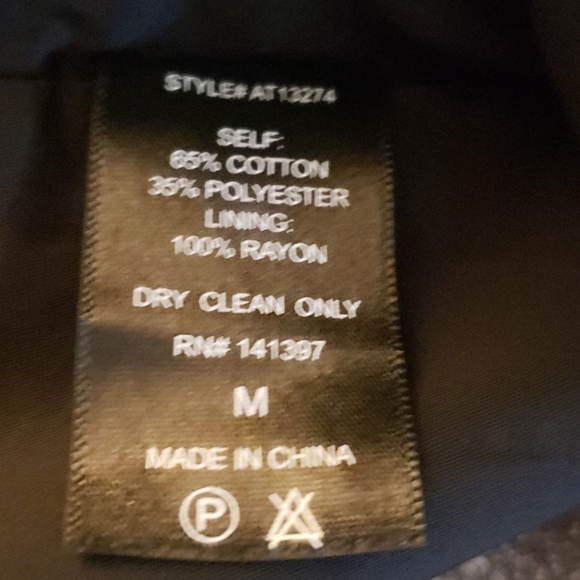 STYLE# AT13274
SELF:
65% COTTON
35% POLYESTER
LINING:
100% RAYON
DRY CLEAN ONLY
RN# 141397
M
MADE IN CHINA
P